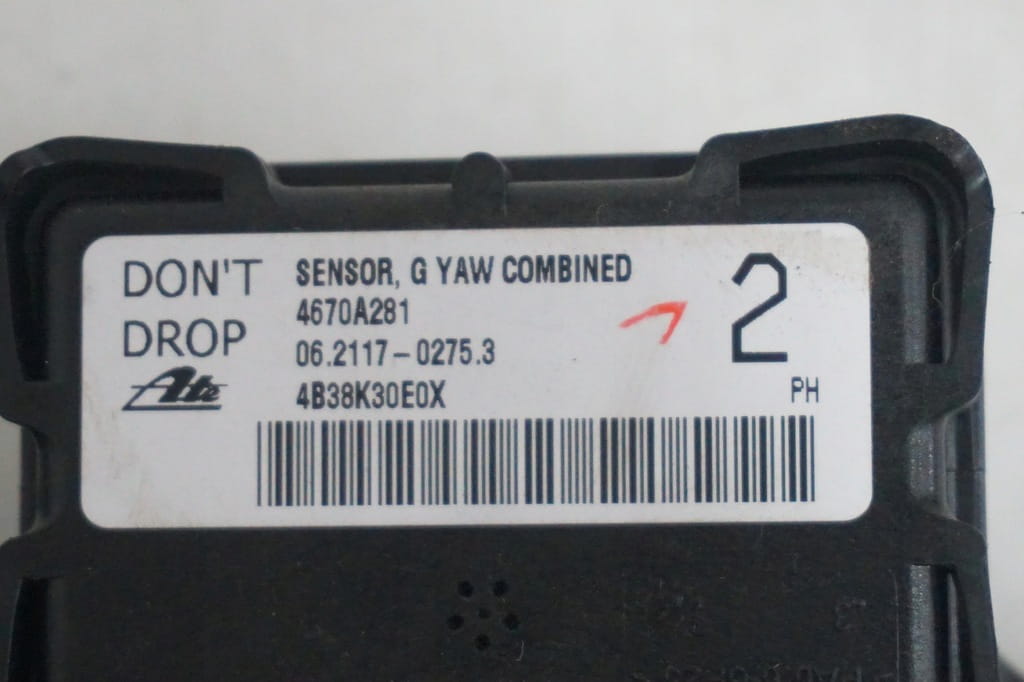 DON'T
DROP
Ate
SENSOR, G YAW COMBINED
4670A281
06.2117-0275.3
4B38K30E0X
2
PH